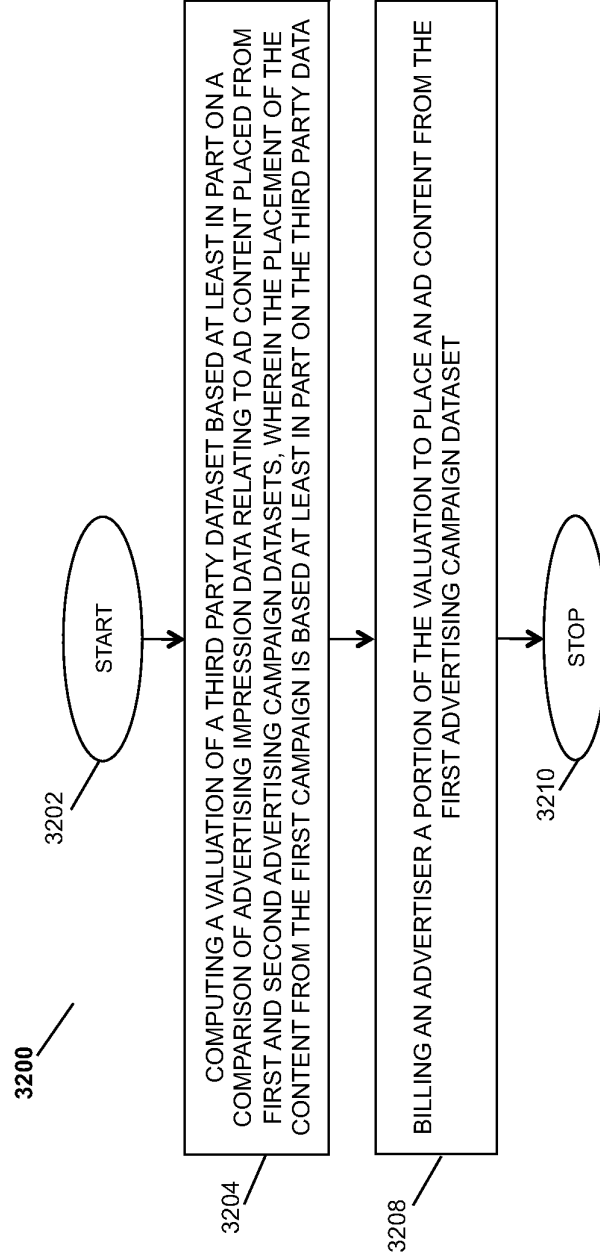 3200
3202
START
3204
COMPUTING A VALUATION OF A THIRD PARTY DATASET BASED AT LEAST IN PART ON A
COMPARISON OF ADVERTISING IMPRESSION DATA RELATING TO AD CONTENT PLACED FROM
FIRST AND SECOND ADVERTISING CAMPAIGN DATASETS, WHEREIN THE PLACEMENT OF THE
CONTENT FROM THE FIRST CAMPAIGN IS BASED AT LEAST IN PART ON THE THIRD PARTY DATA
3208
BILLING AN ADVERTISER A PORTION OF THE VALUATION TO PLACE AN AD CONTENT FROM THE
FIRST ADVERTISING CAMPAIGN DATASET
3210
STOP